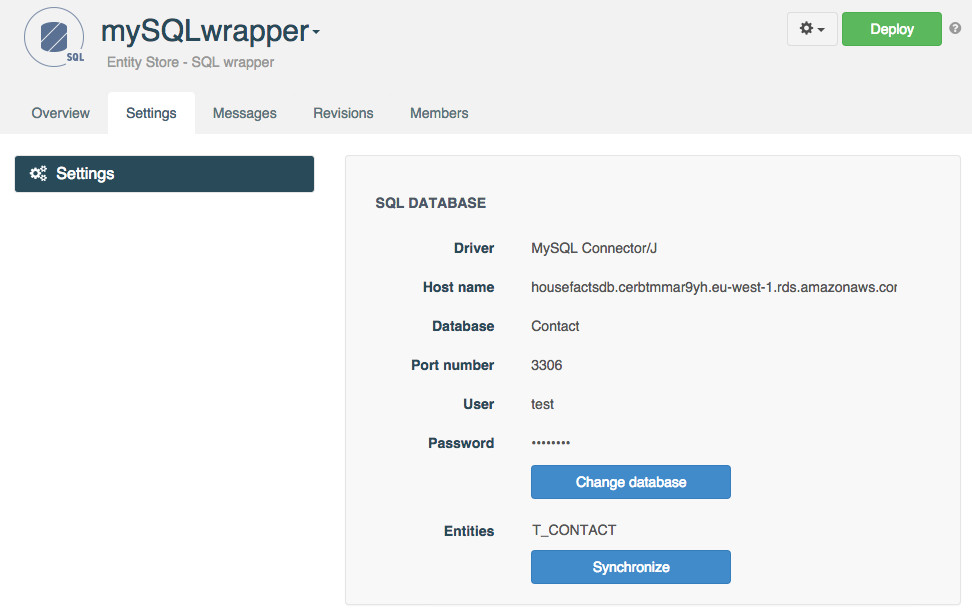 mySQLwrapper
SQL
Entity Store - SQL wrapper
Deploy
?
Overview Settings Messages Revisions Members
Settings
SQL DATABASE
Driver MySQL Connector/J
Host name housefactsdb.cerbtmmar9yh.eu-west-1.rds.amazonaws.cor
Database Contact
Port number 3306
User test
Password ••••••••
Change database
Entities T_CONTACT
Synchronize